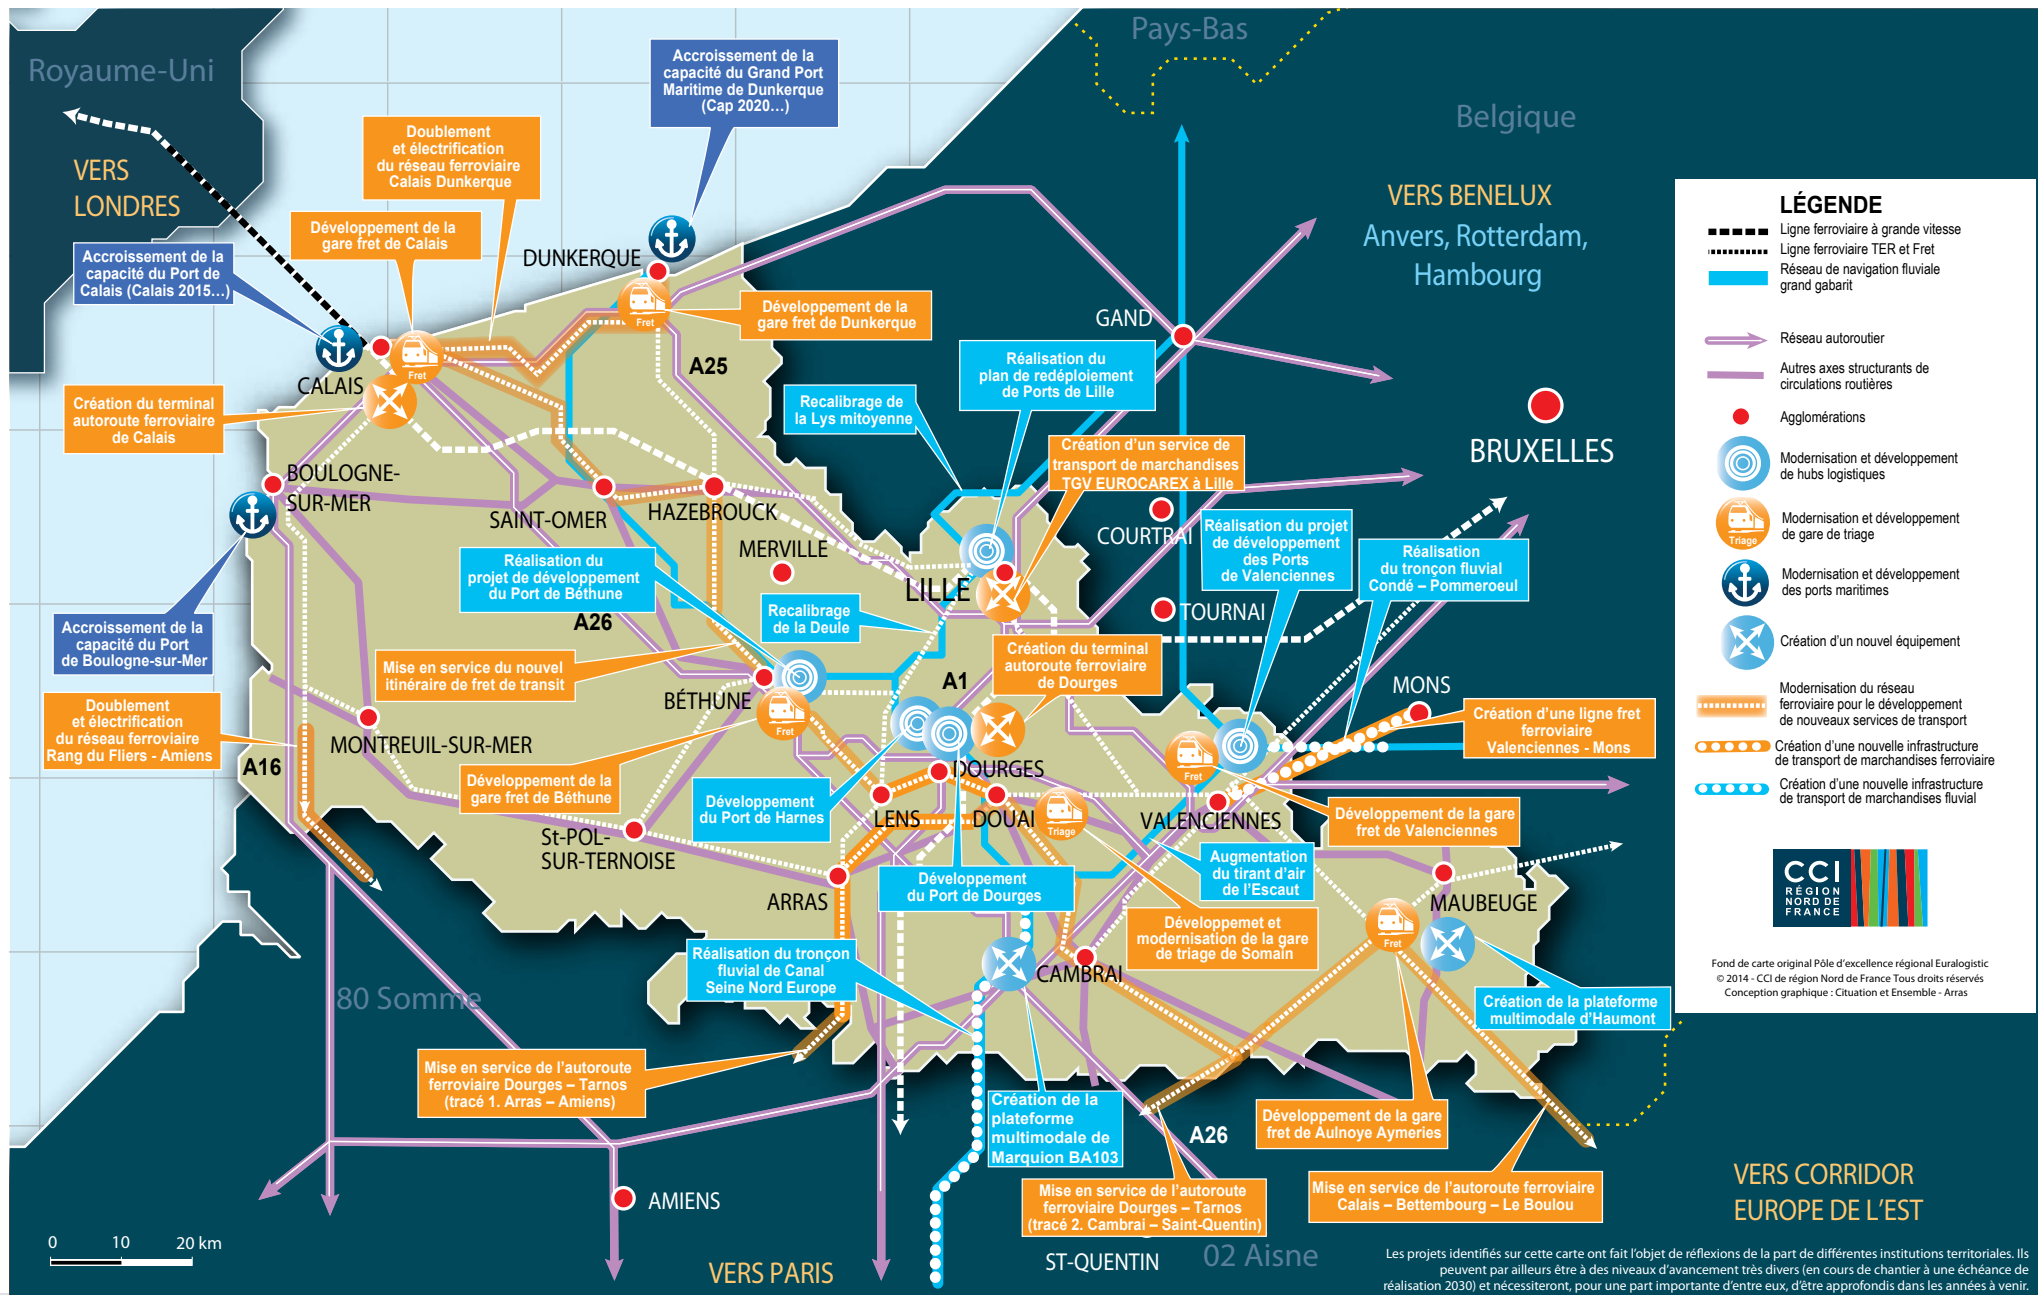 Royaume-Uni
Pays-Bas
Belgique
VERS
LONDRES
VERS BENELUX
Anvers, Rotterdam,
Hambourg
Accroissement de la
capacité du Grand Port
Maritime de Dunkerque
(Cap 2020…)
Doublement
et électrification
du réseau ferroviaire
Calais Dunkerque
Développement de la
gare fret de Calais
Accroissement de la
capacité du Port de
Calais (Calais 2015…)
DUNKERQUE
Fret
Développement de la
gare fret de Dunkerque
GAND
CALAIS
Fret
A25
Création du terminal
autoroute ferroviaire
de Calais
Réalisation du
plan de redéploiement
de Ports de Lille
Recalibrage de
la Lys mitoyenne
Création d’un service de
transport de marchandises
TGV EUROCAREX à Lille
BRUXELLES
BOULOGNE-
SUR-MER
SAINT-OMER
HAZEBROUCK
MERVILLE
COURTRAI
LILLE
TOURNAI
Réalisation du projet
de développement
des Ports
de Valenciennes
Réalisation
du tronçon fluvial
Condé – Pommeroeul
Réalisation du
projet de développement
du Port de Béthune
A26
Recalibrage
de la Deule
Accroissement de la
capacité du Port
de Boulogne-sur-Mer
Mise en service du nouvel
itinéraire de fret de transit
Création du terminal
autoroute ferroviaire
de Dourges
A1
BÉTHUNE
Fret
MONS
Doublement
et électrification
du réseau ferroviaire
Rang du Fliers - Amiens
MONTREUIL-SUR-MER
A16
Création d’une ligne fret
ferroviaire
Valenciennes - Mons
Développement de la
gare fret de Béthune
DOURGES
Fret
Développement
du Port de Harnes
LENS
DOUAI
Triage
VALENCIENNES
Développement de la gare
fret de Valenciennes
St-POL-
SUR-TERNOISE
Augmentation
du tirant d’air
de l’Escaut
ARRAS
Développement
du Port de Dourges
MAUBEUGE
Fret
Développemet et
modernisation de la gare
de triage de Somain
Réalisation du tronçon
fluvial de Canal
Seine Nord Europe
CAMBRAI
80 Somme
Création de la plateforme
multimodale d’Haumont
Mise en service de l’autoroute
ferroviaire Dourges – Tarnos
(tracé 1. Arras – Amiens)
Création de la
plateforme
multimodale de
Marquion BA103
A26
Développement de la gare
fret de Aulnoye Aymeries
Mise en service de l’autoroute
ferroviaire Dourges – Tarnos
(tracé 2. Cambrai – Saint-Quentin)
Mise en service de l’autoroute ferroviaire
Calais – Bettembourg – Le Boulou
AMIENS
ST-QUENTIN
02 Aisne
VERS PARIS
VERS CORRIDOR
EUROPE DE L’EST
0 10 20 km
LÉGENDE
Ligne ferroviaire à grande vitesse
Ligne ferroviaire TER et Fret
Réseau de navigation fluviale
grand gabarit
Réseau autoroutier
Autres axes structurants de
circulations routières
Agglomérations
Modernisation et développement
de hubs logistiques
Triage
Modernisation et développement
de gare de triage
Modernisation et développement
des ports maritimes
Création d’un nouvel équipement
Modernisation du réseau
ferroviaire pour le développement
de nouveaux services de transport
Création d’une nouvelle infrastructure
de transport de marchandises ferroviaire
Création d’une nouvelle infrastructure
de transport de marchandises fluvial
CCI
RÉGION
NORD DE
FRANCE
Fond de carte original Pôle d’excellence régional Euralogistic
© 2014 - CCI de région Nord de France Tous droits réservés
Conception graphique : Cituation et Ensemble - Arras
Les projets identifiés sur cette carte ont fait l’objet de réflexions de la part de différentes institutions territoriales. Ils
peuvent par ailleurs être à des niveaux d’avancement très divers (en cours de chantier à une échéance de
réalisation 2030) et nécessiteront, pour une part importante d’entre eux, d’être approfondis dans les années à venir.